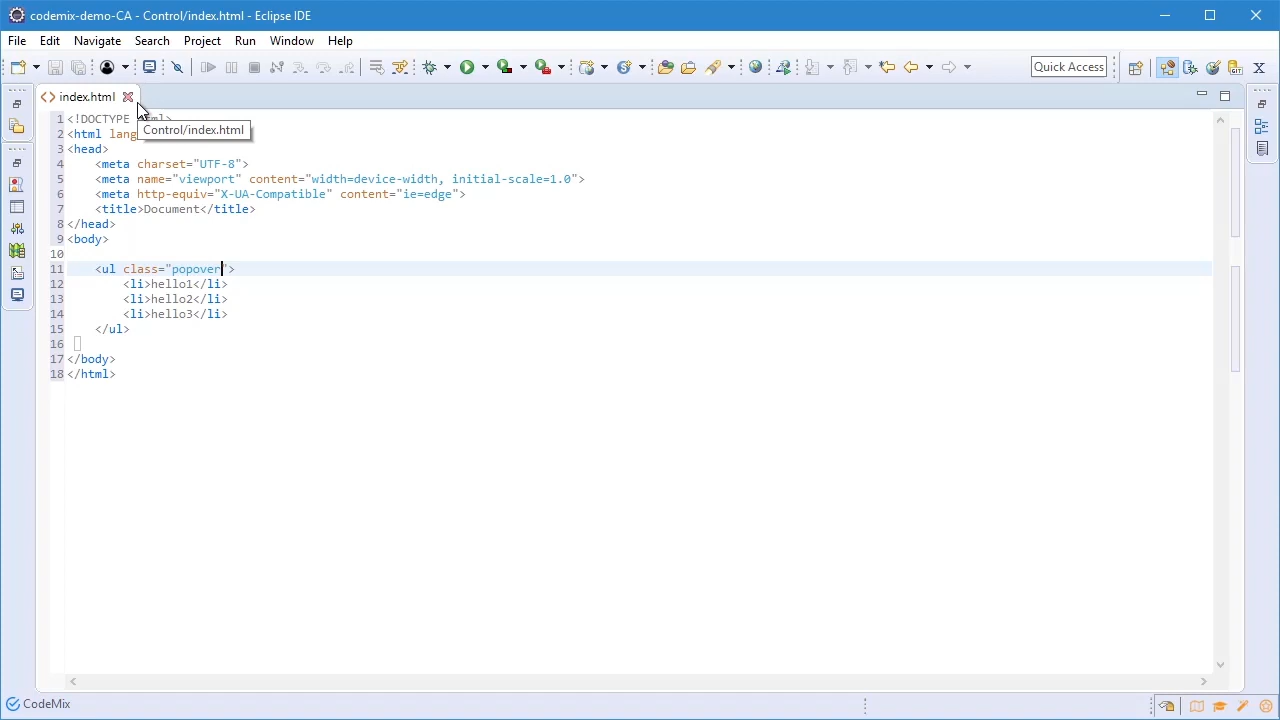 codemix-demo-CA - Control/index.html - Eclipse IDE
File Edit Navigate Search Project Run Window Help
Quick Access
index.html
Control/index.html
1 <!DOCTYPE html>
2 <html lang
3 <head>
4 <meta charset="UTF-8">
5 <meta name="viewport" content="width=device-width, initial-scale=1.0">
6 <meta http-equiv="X-UA-Compatible" content="ie=edge">
7 <title>Document</title>
8 </head>
9 <body>
10
11 <ul class="popover">
12 <li>hello1</li>
13 <li>hello2</li>
14 <li>hello3</li>
15 </ul>
16
17 </body>
18 </html>
CodeMix